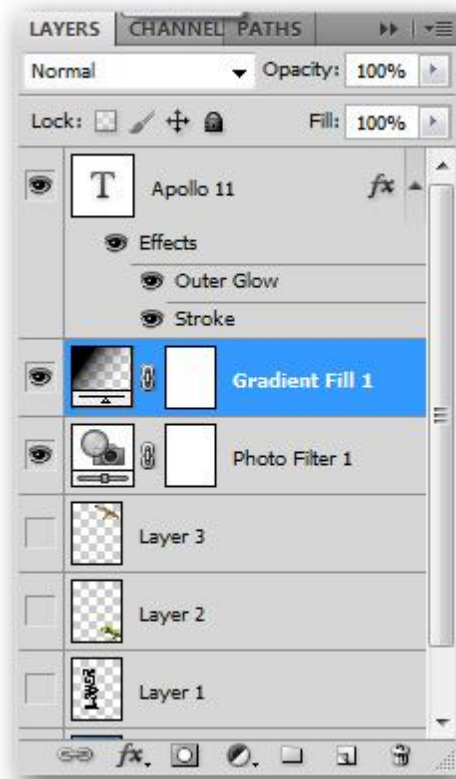 LAYERS CHANNEL PATHS
Normal Opacity: 100%
Lock: Fill: 100%
T Apollo 11 fx
Effects
Outer Glow
Stroke
Gradient Fill 1
Photo Filter 1
Layer 3
Layer 2
Layer 1
fx.